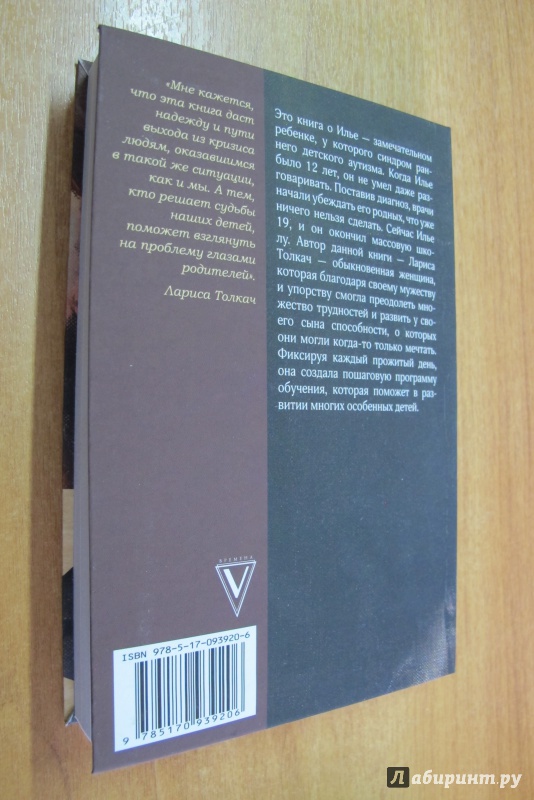 «Мне кажется,
что эта книга даст
надежду и пути
выхода из кризиса
людям, оказавшимся
в такой же ситуации,
как и мы. А тем,
кто решает судьбы
наших детей,
поможет взглянуть
на проблему глазами
родителей».
Лариса Толкач
Это книга о Илье — замечательном
ребенке, у которого синдром ран-
него детского аутизма. Когда Илье
было 12 лет, он не умел даже раз-
говаривать. Поставив диагноз, врачи
начали убеждать его родных, что уже
ничего нельзя сделать. Сейчас Илье
19, и он окончил массовую шко-
лу. Автор данной книги — Лариса
Толкач — обыкновенная женщина,
которая благодаря своему мужеству
и упорству смогла преодолеть мно-
жество трудностей и развить у сво-
его сына способности, о которых
они могли когда-то только мечтать.
Фиксируя каждый прожитый день,
она создала пошаговую программу
обучения, которая поможет в раз-
витии многих особенных детей.
ВРЕМЕНА
V
ISBN 978-5-17-093920-6
9 785170 939206
Лабиринт.ру